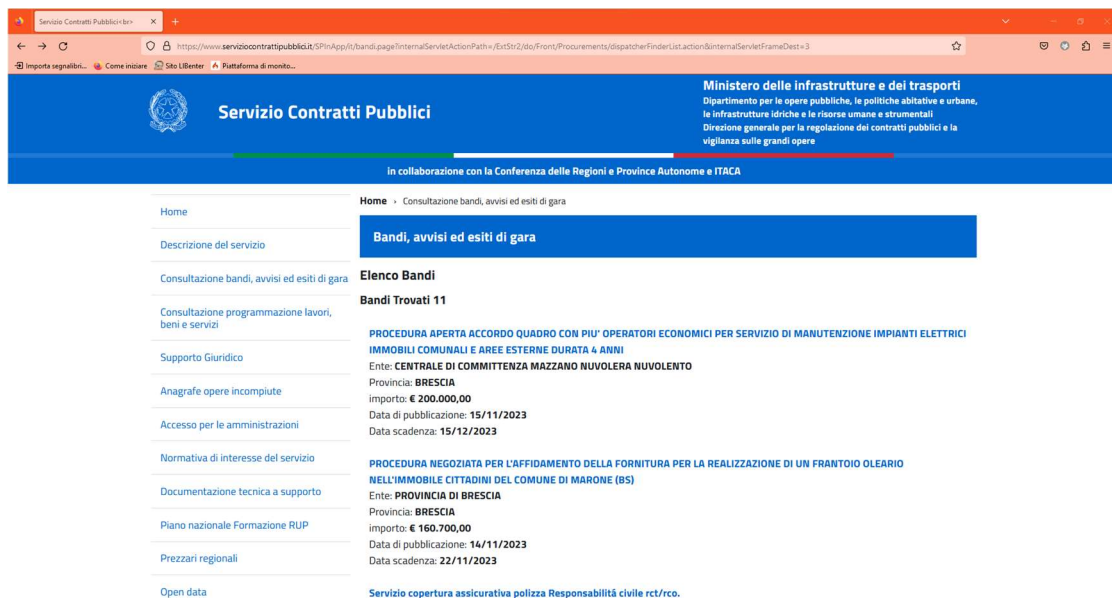 Servizio Contratti Pubblici<br>
https://www.serviziocontrattipubblici.it/SPInApp/it/bandi.page?internalServletActionPath=/ExtStr2/do/Front/Procurements/dispatcherFinderList.action&internalServletFrameDest=3
Importa segnalibri... Come iniziare Sito LIBenter Piattaforma di monito...
Servizio Contratti Pubblici
Ministero delle infrastrutture e dei trasporti
Dipartimento per le opere pubbliche, le politiche abitative e urbane,
le infrastrutture idriche e le risorse umane e strumentali
Direzione generale per la regolazione dei contratti pubblici e la
vigilanza sulle grandi opere
in collaborazione con la Conferenza delle Regioni e Province Autonome e ITACA
Home
Descrizione del servizio
Consultazione bandi, avvisi ed esiti di gara
Consultazione programmazione lavori,
beni e servizi
Supporto Giuridico
Anagrafe opere incompiute
Accesso per le amministrazioni
Normativa di interesse del servizio
Documentazione tecnica a supporto
Piano nazionale Formazione RUP
Prezzari regionali
Open data
Home › Consultazione bandi, avvisi ed esiti di gara
Bandi, avvisi ed esiti di gara
Elenco Bandi
Bandi Trovati 11
PROCEDURA APERTA ACCORDO QUADRO CON PIU' OPERATORI ECONOMICI PER SERVIZIO DI MANUTENZIONE IMPIANTI ELETTRICI
IMMOBILI COMUNALI E AREE ESTERNE DURATA 4 ANNI
Ente: CENTRALE DI COMMITTENZA MAZZANO NUVOLERA NUVOLENTO
Provincia: BRESCIA
importo: € 200.000,00
Data di pubblicazione: 15/11/2023
Data scadenza: 15/12/2023
PROCEDURA NEGOZIATA PER L'AFFIDAMENTO DELLA FORNITURA PER LA REALIZZAZIONE DI UN FRANTOIO OLEARIO
NELL'IMMOBILE CITTADINI DEL COMUNE DI MARONE (BS)
Ente: PROVINCIA DI BRESCIA
Provincia: BRESCIA
importo: € 160.700,00
Data di pubblicazione: 14/11/2023
Data scadenza: 22/11/2023
Servizio copertura assicurativa polizza Responsabilitá civile rct/rco.